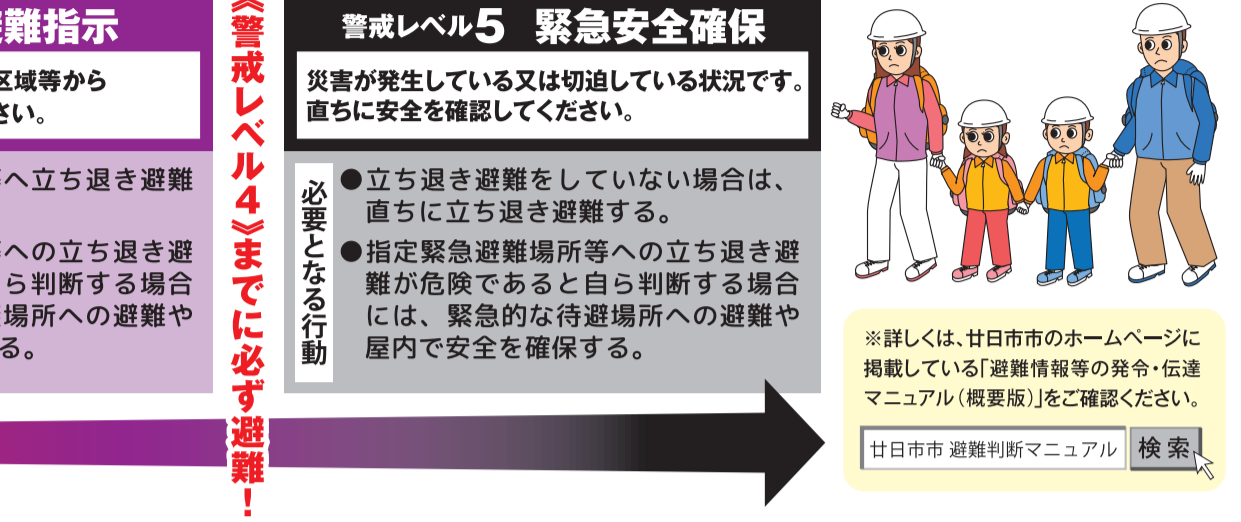 難指示
区域等から
さい。
へ立ち退き避難
への立ち退き避
ら判断する場合
場所への避難や
る。
《警戒レベル4》までに必ず避難！
警戒レベル5 緊急安全確保
災害が発生している又は切迫している状況です。
直ちに安全を確認してください。
必要となる行動
●立ち退き避難をしていない場合は、
直ちに立ち退き避難する。
●指定緊急避難場所等への立ち退き避
難が危険であると自ら判断する場合
には、緊急的な待避場所への避難や
屋内で安全を確保する。
※詳しくは、廿日市市のホームページに
掲載している「避難情報等の発令・伝達
マニュアル（概要版）」をご確認ください。
廿日市市 避難判断マニュアル 検索